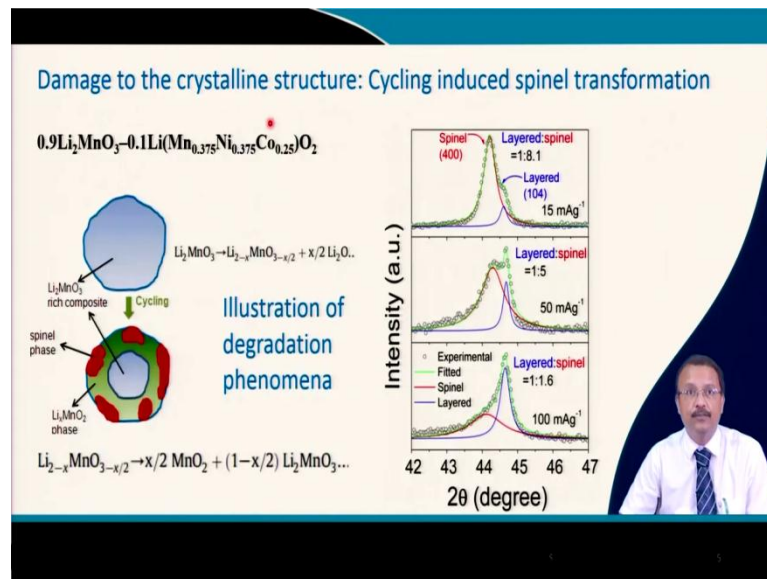 Damage to the crystalline structure: Cycling induced spinel transformation
0.9Li₂MnO₃–0.1Li(Mn₀.₃₇₅Ni₀.₃₇₅Co₀.₂₅)O₂
Li₂MnO₃→Li₂₋ₓMnO₃₋ₓ/₂ + x/2 Li₂O..
Li₂MnO₃
rich composite
Cycling
spinel
phase
LiₓMnO₂
phase
Illustration of
degradation
phenomena
Li₂₋ₓMnO₃₋ₓ/₂→x/2 MnO₂ + (1−x/2) Li₂MnO₃...
Intensity (a.u.)
Spinel
(400)
Layered:spinel
=1:8.1
Layered
(104)
15 mAg⁻¹
Layered:spinel
=1:5
50 mAg⁻¹
Experimental
Fitted
Spinel
Layered
Layered:spinel
=1:1.6
100 mAg⁻¹
42 43 44 45 46 47
2θ (degree)
5